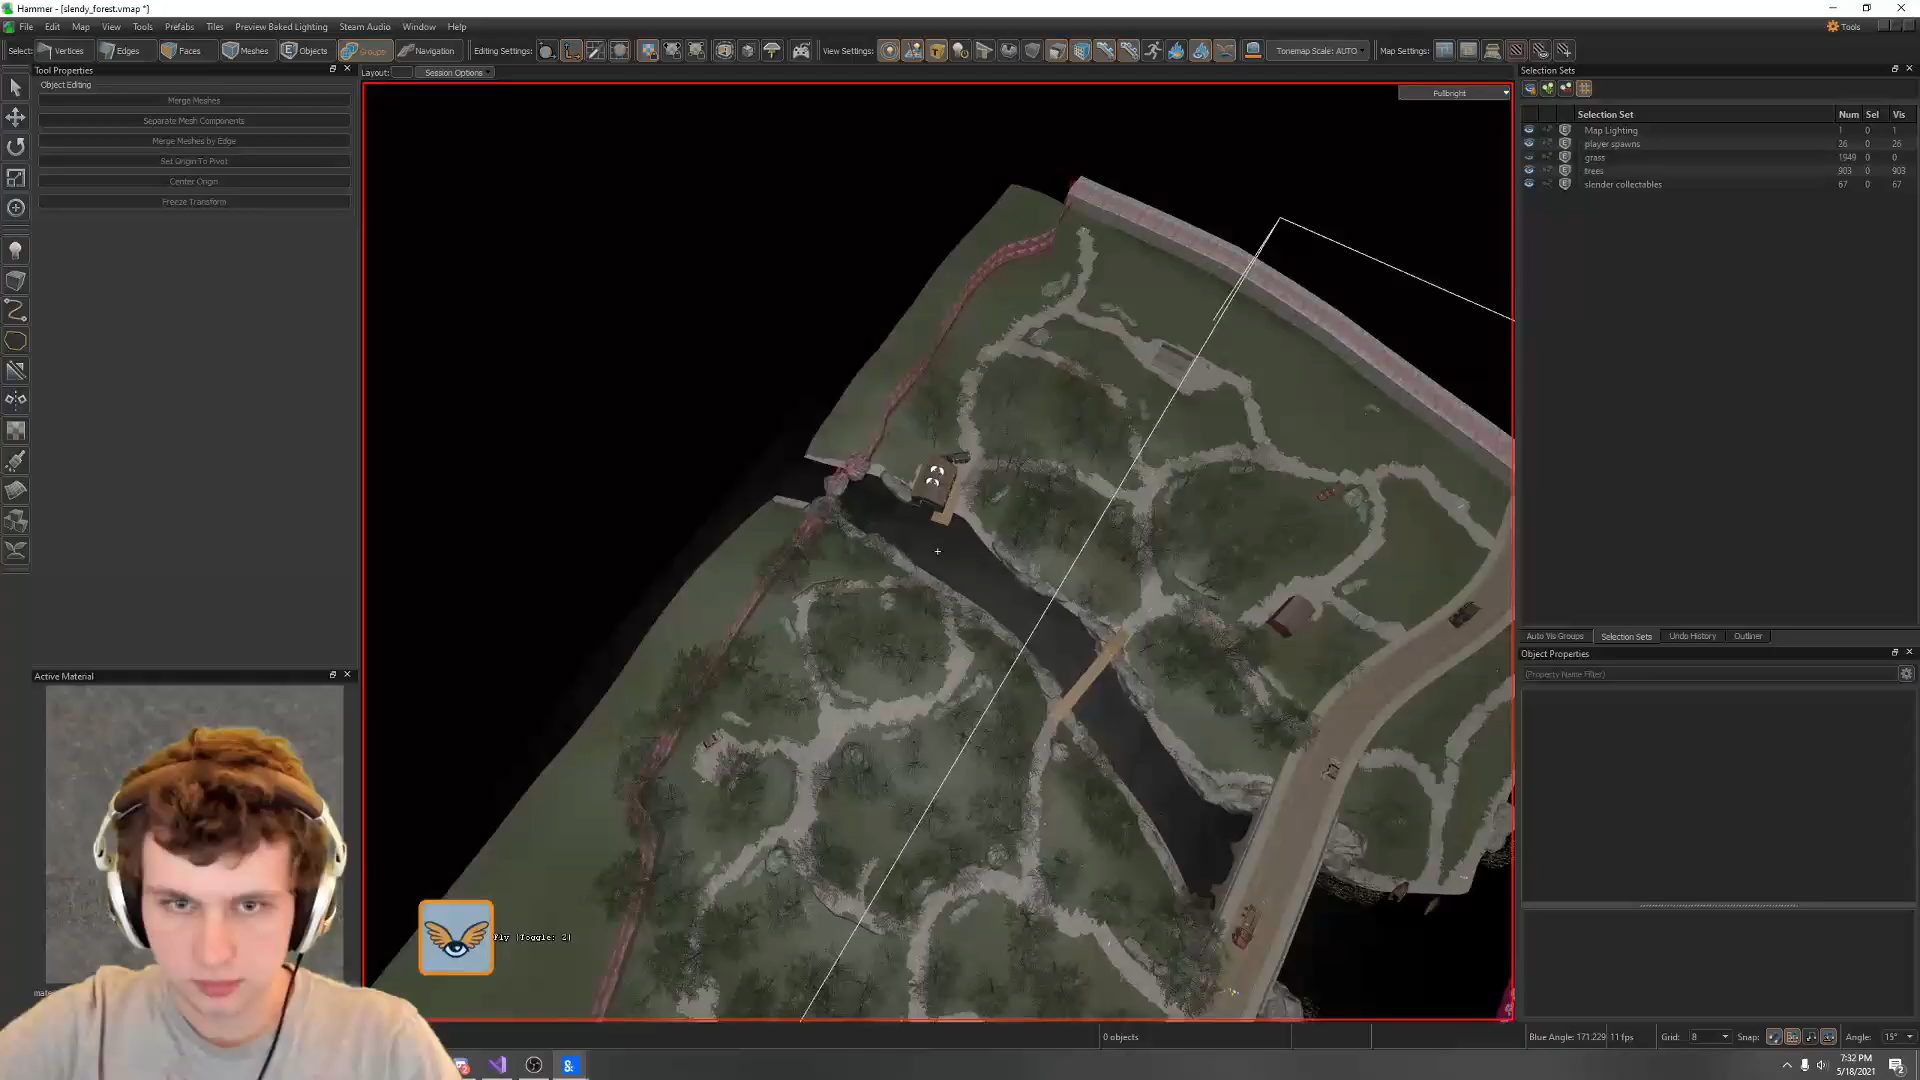 Hammer - [slendy_forest.vmap *]
File Edit Map View Tools Prefabs Tileset Preview Baked Lighting Steam Audio Window Help
Tools
Select: Vertices Edges Faces Meshes Objects Groups Navigation Editing Settings: View Settings: Tonemap Scale: AUTO Map Settings:
Tool Properties
Layout: Session Options
Object Editing
Merge Meshes
Separate Mesh Components
Merge Meshes by Edge
Set Origin To Pivot
Center Origin
Freeze Transform
Fullbright
Selection Sets
Selection Set Num Sel Vis
Map Lighting 1 0 1
player spawns 26 0 26
grass 1949 0 0
trees 903 0 903
slender collectables 67 0 67
Auto Vis Groups Selection Sets Undo History Outliner
Object Properties
[Property Name Filter]
Active Material
Fly (Toggle: 2)
0 objects
Blue Angle: 171.229 11 fps Grid: 8 Snap: Angle: 15°
7:32 PM
5/18/2021